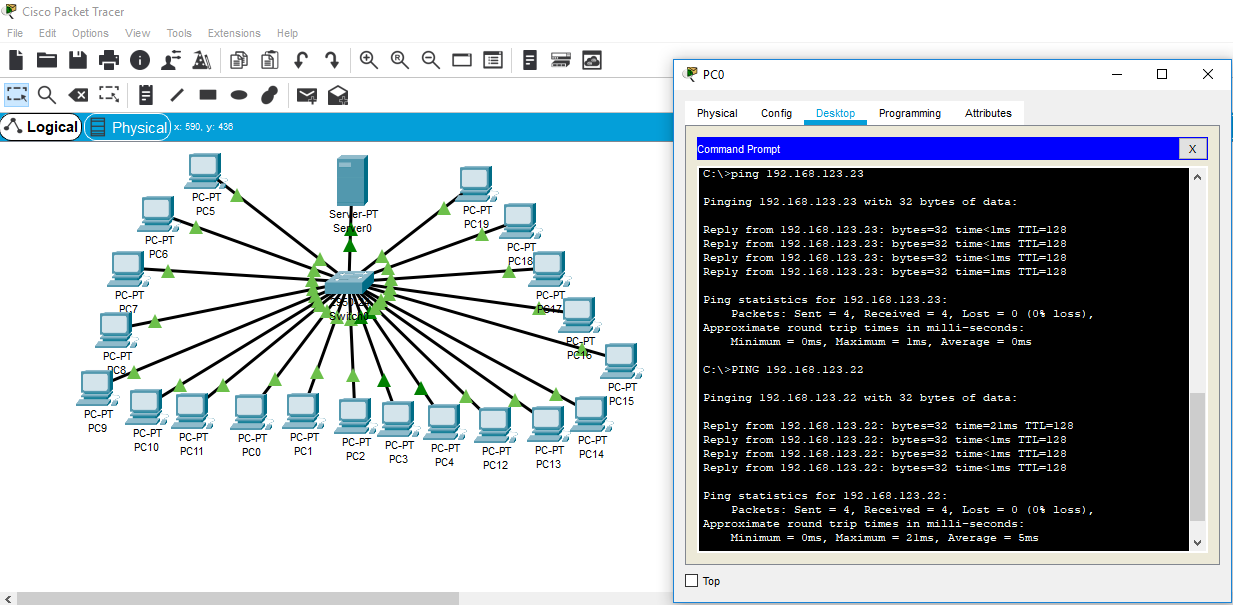 Cisco Packet Tracer
File Edit Options View Tools Extensions Help
Logical
Physical
x: 590, y: 436
PC-PT
PC5
PC-PT
PC6
PC-PT
PC7
PC-PT
PC8
PC-PT
PC9
PC-PT
PC10
PC-PT
PC11
PC-PT
PC0
PC-PT
PC1
PC-PT
PC2
PC-PT
PC3
PC-PT
PC4
PC-PT
PC12
PC-PT
PC13
PC-PT
PC14
PC-PT
PC15
PC-PT
PC16
PC-PT
PC17
PC-PT
PC18
PC-PT
PC19
Server-PT
Server0
PC0
Physical Config Desktop Programming Attributes
Command Prompt
X
C:\>ping 192.168.123.23
Pinging 192.168.123.23 with 32 bytes of data:
Reply from 192.168.123.23: bytes=32 time<1ms TTL=128
Reply from 192.168.123.23: bytes=32 time<1ms TTL=128
Reply from 192.168.123.23: bytes=32 time<1ms TTL=128
Reply from 192.168.123.23: bytes=32 time=1ms TTL=128
Ping statistics for 192.168.123.23:
Packets: Sent = 4, Received = 4, Lost = 0 (0% loss),
Approximate round trip times in milli-seconds:
Minimum = 0ms, Maximum = 1ms, Average = 0ms
C:\>PING 192.168.123.22
Pinging 192.168.123.22 with 32 bytes of data:
Reply from 192.168.123.22: bytes=32 time=21ms TTL=128
Reply from 192.168.123.22: bytes=32 time<1ms TTL=128
Reply from 192.168.123.22: bytes=32 time<1ms TTL=128
Reply from 192.168.123.22: bytes=32 time<1ms TTL=128
Ping statistics for 192.168.123.22:
Packets: Sent = 4, Received = 4, Lost = 0 (0% loss),
Approximate round trip times in milli-seconds:
Minimum = 0ms, Maximum = 21ms, Average = 5ms
Top